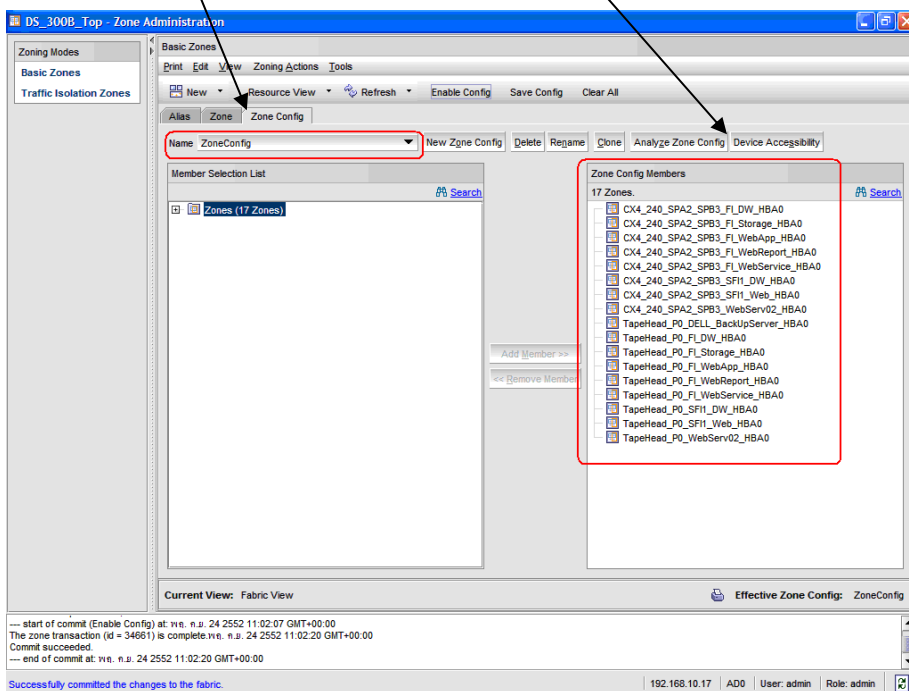 DS_300B_Top - Zone Administration
Zoning Modes
Basic Zones
Traffic Isolation Zones
Basic Zones
Print Edit View Zoning Actions Tools
New Resource View Refresh Enable Config Save Config Clear All
Alias Zone Zone Config
Name ZoneConfig New Zone Config Delete Rename Clone Analyze Zone Config Device Accessibility
Member Selection List
Search
Zones (17 Zones)
Add Member >>
<< Remove Member
Zone Config Members
17 Zones. Search
CX4_240_SPA2_SPB3_FI_DW_HBA0
CX4_240_SPA2_SPB3_FI_Storage_HBA0
CX4_240_SPA2_SPB3_FI_WebApp_HBA0
CX4_240_SPA2_SPB3_FI_WebReport_HBA0
CX4_240_SPA2_SPB3_FI_WebService_HBA0
CX4_240_SPA2_SPB3_SFI1_DW_HBA0
CX4_240_SPA2_SPB3_SFI1_Web_HBA0
CX4_240_SPA2_SPB3_WebServ02_HBA0
TapeHead_P0_DELL_BackUpServer_HBA0
TapeHead_P0_FI_DW_HBA0
TapeHead_P0_FI_Storage_HBA0
TapeHead_P0_FI_WebApp_HBA0
TapeHead_P0_FI_WebReport_HBA0
TapeHead_P0_FI_WebService_HBA0
TapeHead_P0_SFI1_DW_HBA0
TapeHead_P0_SFI1_Web_HBA0
TapeHead_P0_WebServ02_HBA0
Current View: Fabric View Effective Zone Config: ZoneConfig
--- start of commit (Enable Config) at: พฤ. ก.ย. 24 2552 11:02:07 GMT+00:00
The zone transaction (id = 34661) is complete.พฤ. ก.ย. 24 2552 11:02:20 GMT+00:00
Commit succeeded.
--- end of commit at: พฤ. ก.ย. 24 2552 11:02:20 GMT+00:00
Successfully committed the changes to the fabric. 192.168.10.17 AD0 User: admin Role: admin